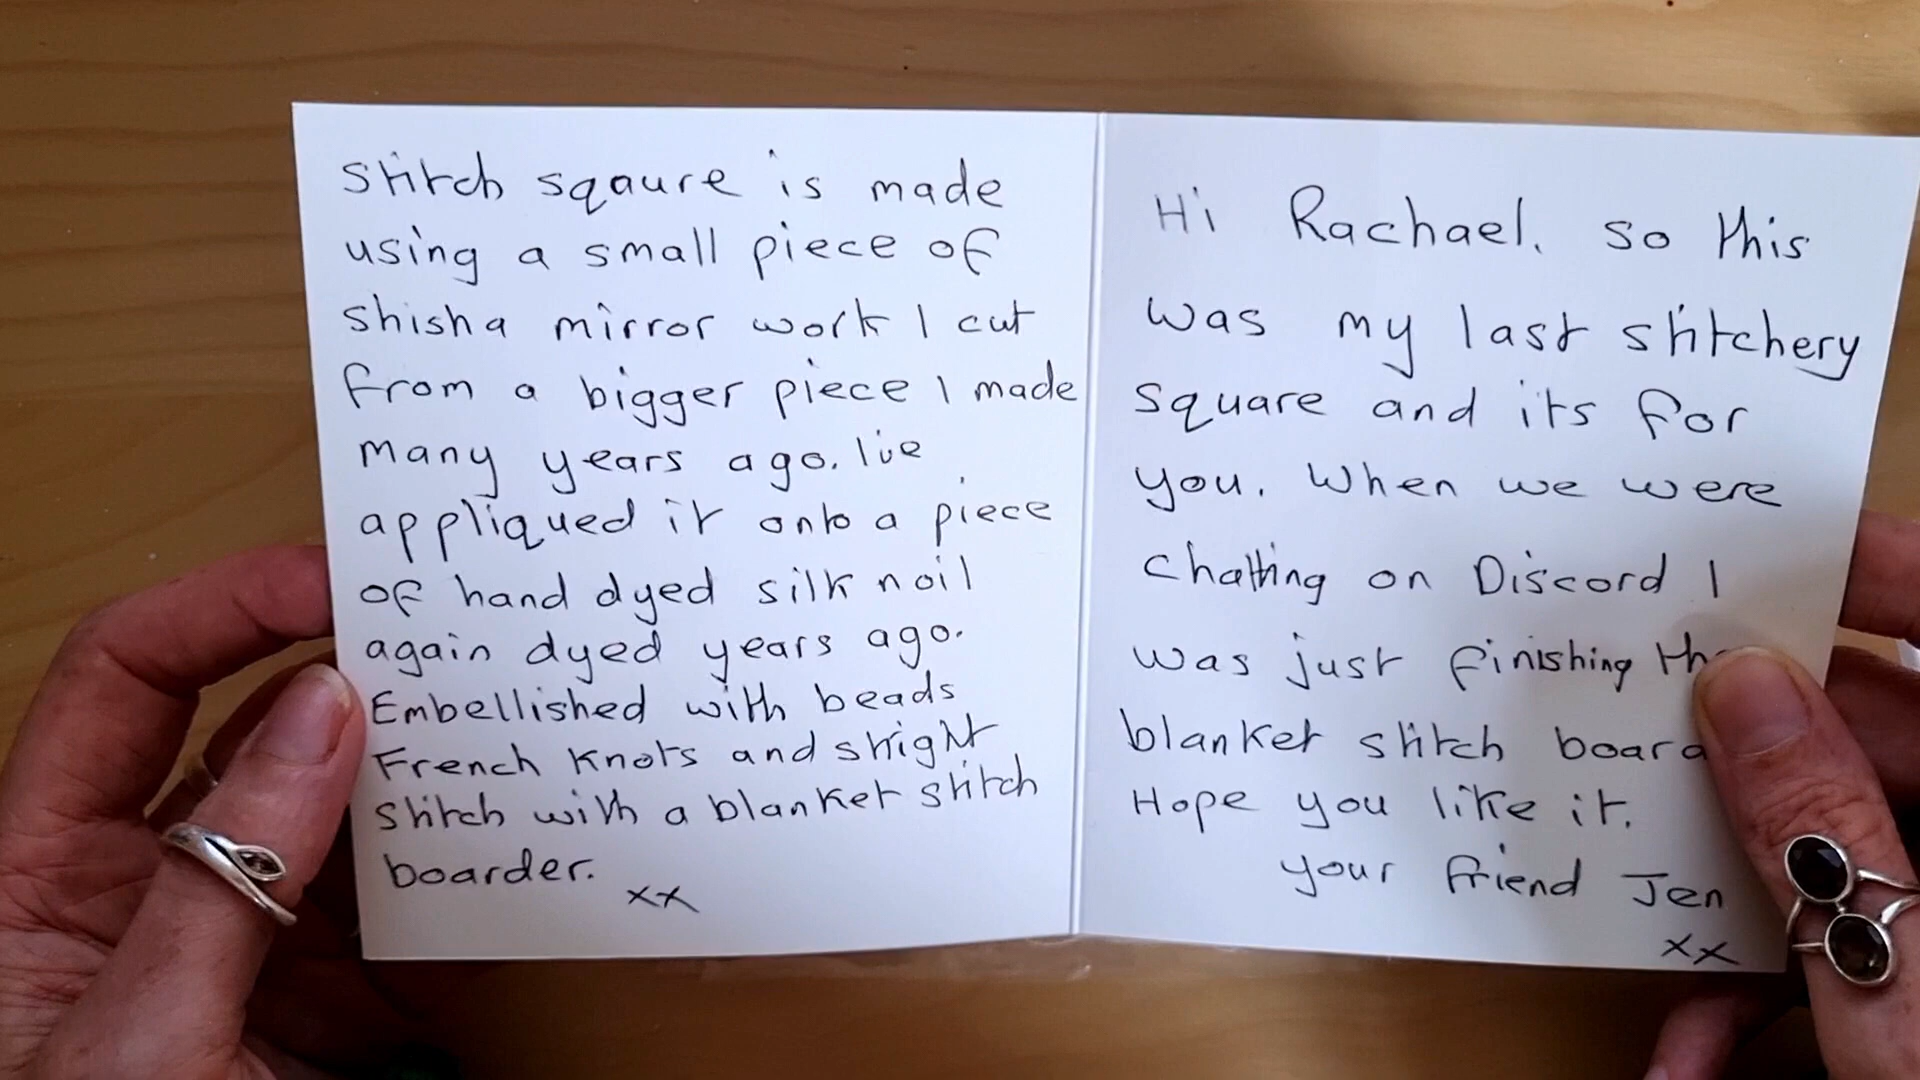 Stitch sqaure is made
using a small piece of
shisha mirror work I cut
from a bigger piece I made
many years ago. Ive
appliqued it onto a piece
of hand dyed silk noil
again dyed years ago.
Embellished with beads
French Knots and stright
stitch with a blanket stitch
boarder.
xx
Hi Rachael. so this
was my last stitchery
square and its for
you. When we were
chatting on Discord I
was just finishing
blanket stitch
Hope you like it.
your friend Jen
xx